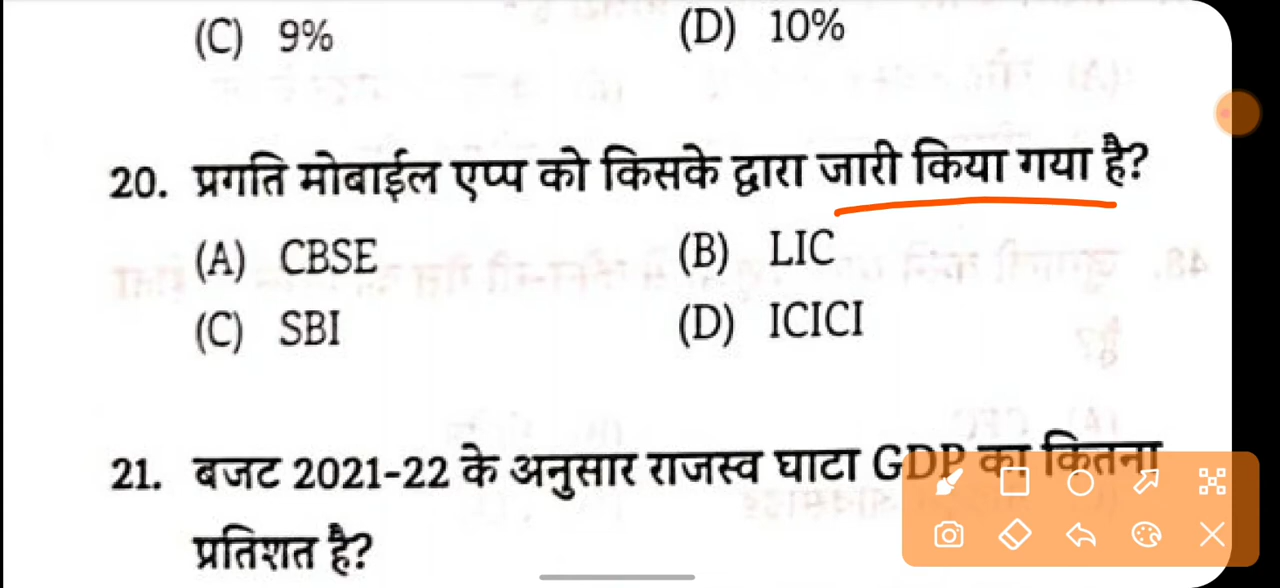 (C) 9% (D) 10%
20. प्रगति मोबाईल एप्प को किसके द्वारा जारी किया गया है?
(A) CBSE (B) LIC
(C) SBI (D) ICICI
21. बजट 2021-22 के अनुसार राजस्व घाटा GDP का कितना
प्रतिशत है?